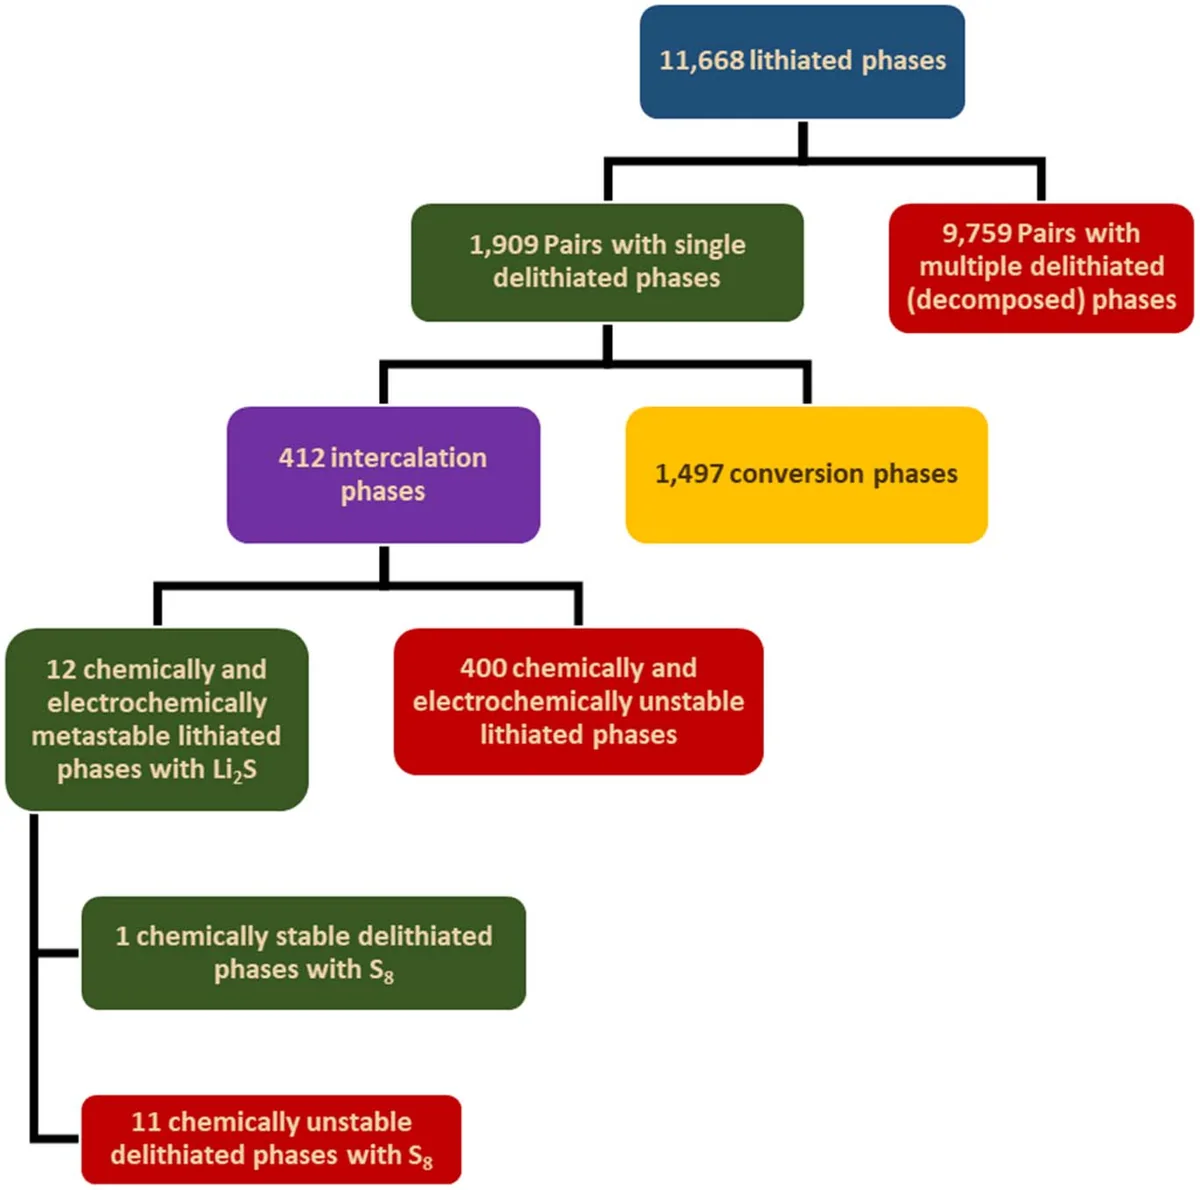 11,668 lithiated phases
1,909 Pairs with single
delithiated phases
9,759 Pairs with
multiple delithiated
(decomposed) phases
412 intercalation
phases
1,497 conversion phases
12 chemically and
electrochemically
metastable lithiated
phases with Li₂S
400 chemically and
electrochemically unstable
lithiated phases
1 chemically stable delithiated
phases with S₈
11 chemically unstable
delithiated phases with S₈